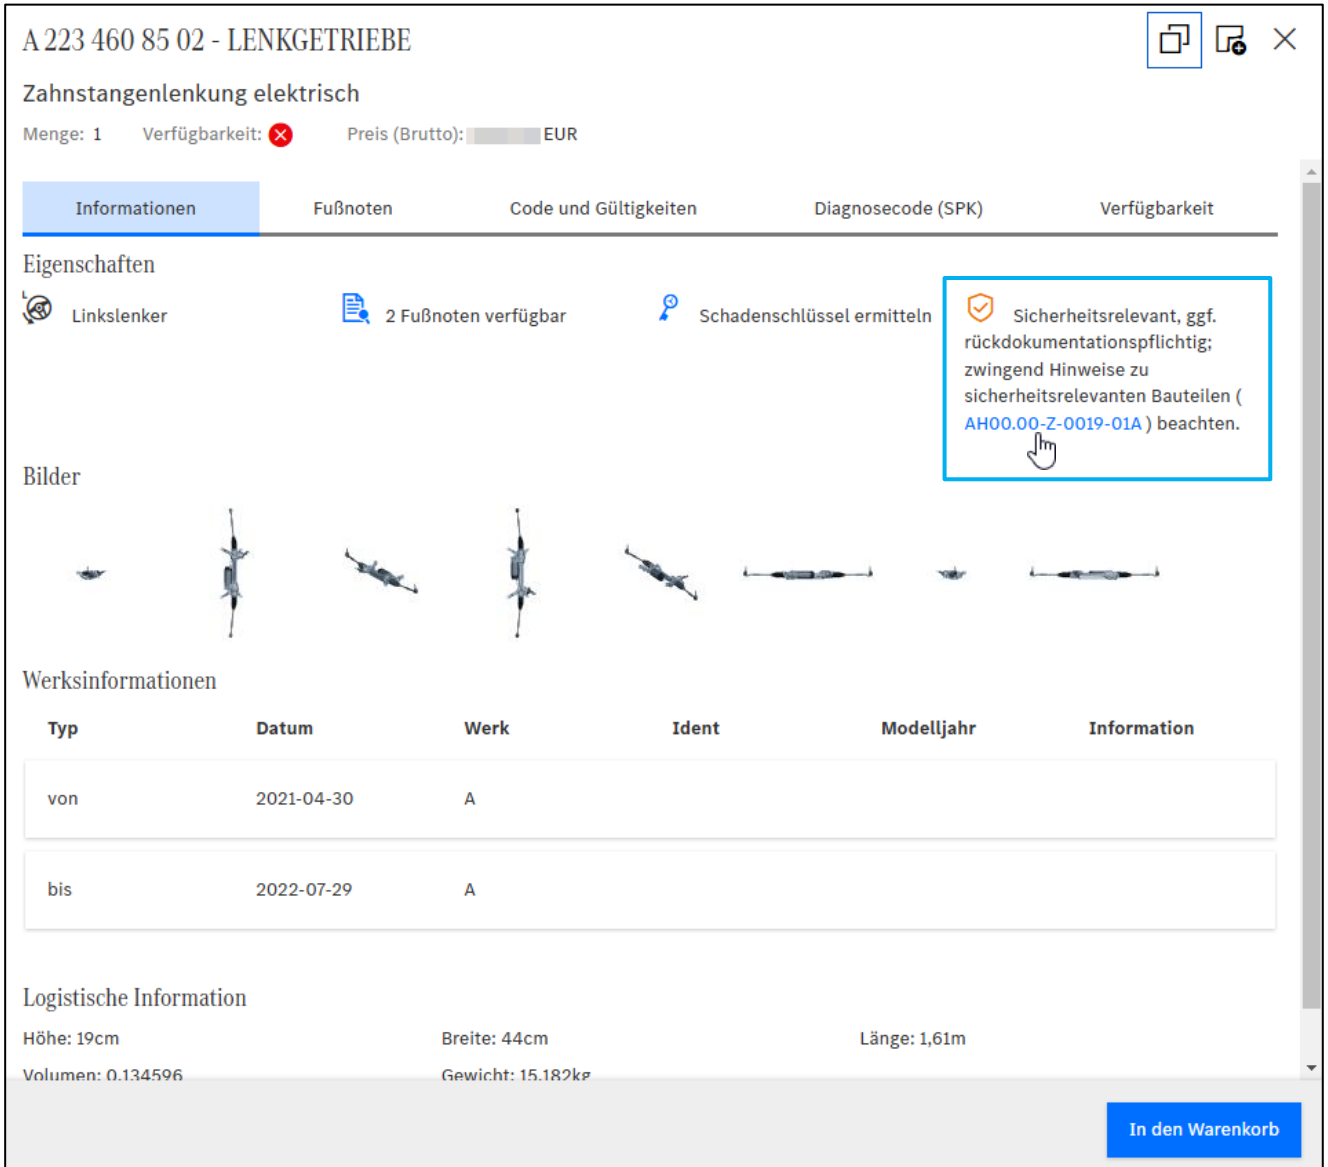 A 223 460 85 02 - LENKGETRIEBE
Zahnstangenlenkung elektrisch
Menge: 1 Verfügbarkeit: Preis (Brutto): EUR
Informationen Fußnoten Code und Gültigkeiten Diagnosecode (SPK) Verfügbarkeit
Eigenschaften
Linkslenker
2 Fußnoten verfügbar
Schadenschlüssel ermitteln
Sicherheitsrelevant, ggf.
rückdokumentationspflichtig;
zwingend Hinweise zu
sicherheitsrelevanten Bauteilen (
AH00.00-Z-0019-01A ) beachten.
Bilder
Werksinformationen
Typ Datum Werk Ident Modelljahr Information
von 2021-04-30 A
bis 2022-07-29 A
Logistische Information
Höhe: 19cm Breite: 44cm Länge: 1,61m
Volumen: 0.134596 Gewicht: 15.182kg
In den Warenkorb